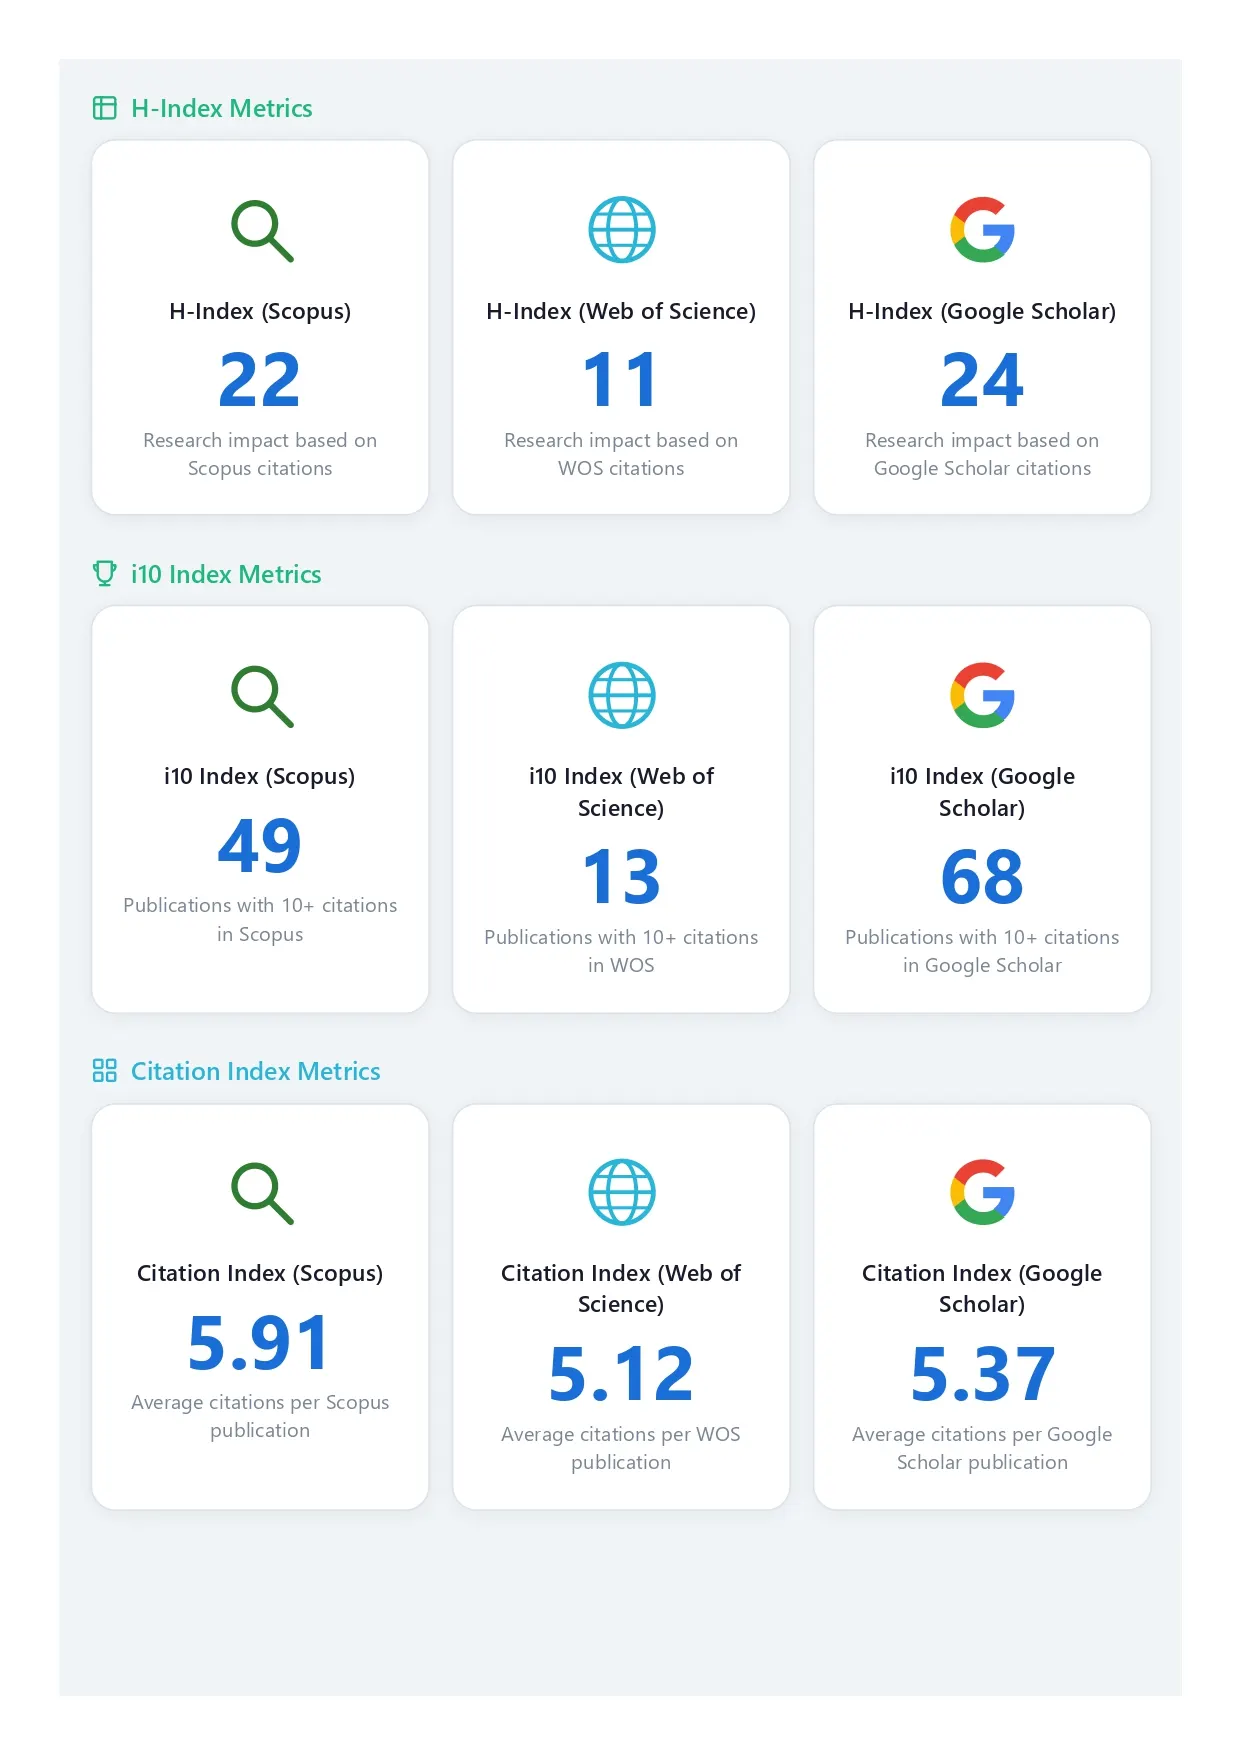 H-Index Metrics
H-Index (Scopus)
22
Research impact based on
Scopus citations
H-Index (Web of Science)
11
Research impact based on
WOS citations
H-Index (Google Scholar)
24
Research impact based on
Google Scholar citations
i10 Index Metrics
i10 Index (Scopus)
49
Publications with 10+ citations
in Scopus
i10 Index (Web of
Science)
13
Publications with 10+ citations
in WOS
i10 Index (Google
Scholar)
68
Publications with 10+ citations
in Google Scholar
Citation Index Metrics
Citation Index (Scopus)
5.91
Average citations per Scopus
publication
Citation Index (Web of
Science)
5.12
Average citations per WOS
publication
Citation Index (Google
Scholar)
5.37
Average citations per Google
Scholar publication